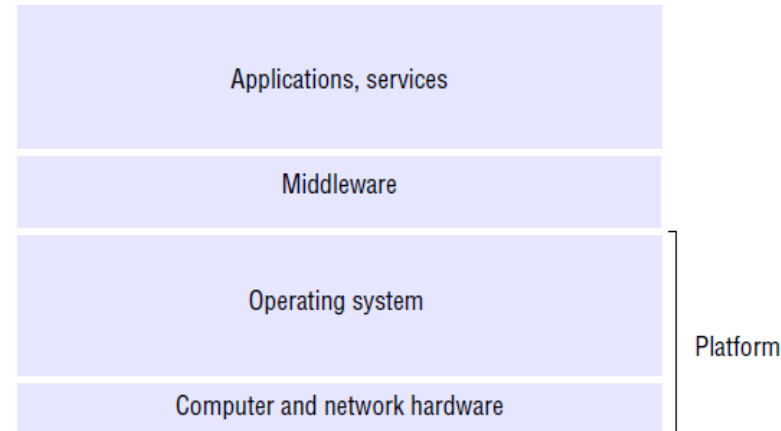 Applications, services
Middleware
Operating system
Platform
Computer and network hardware